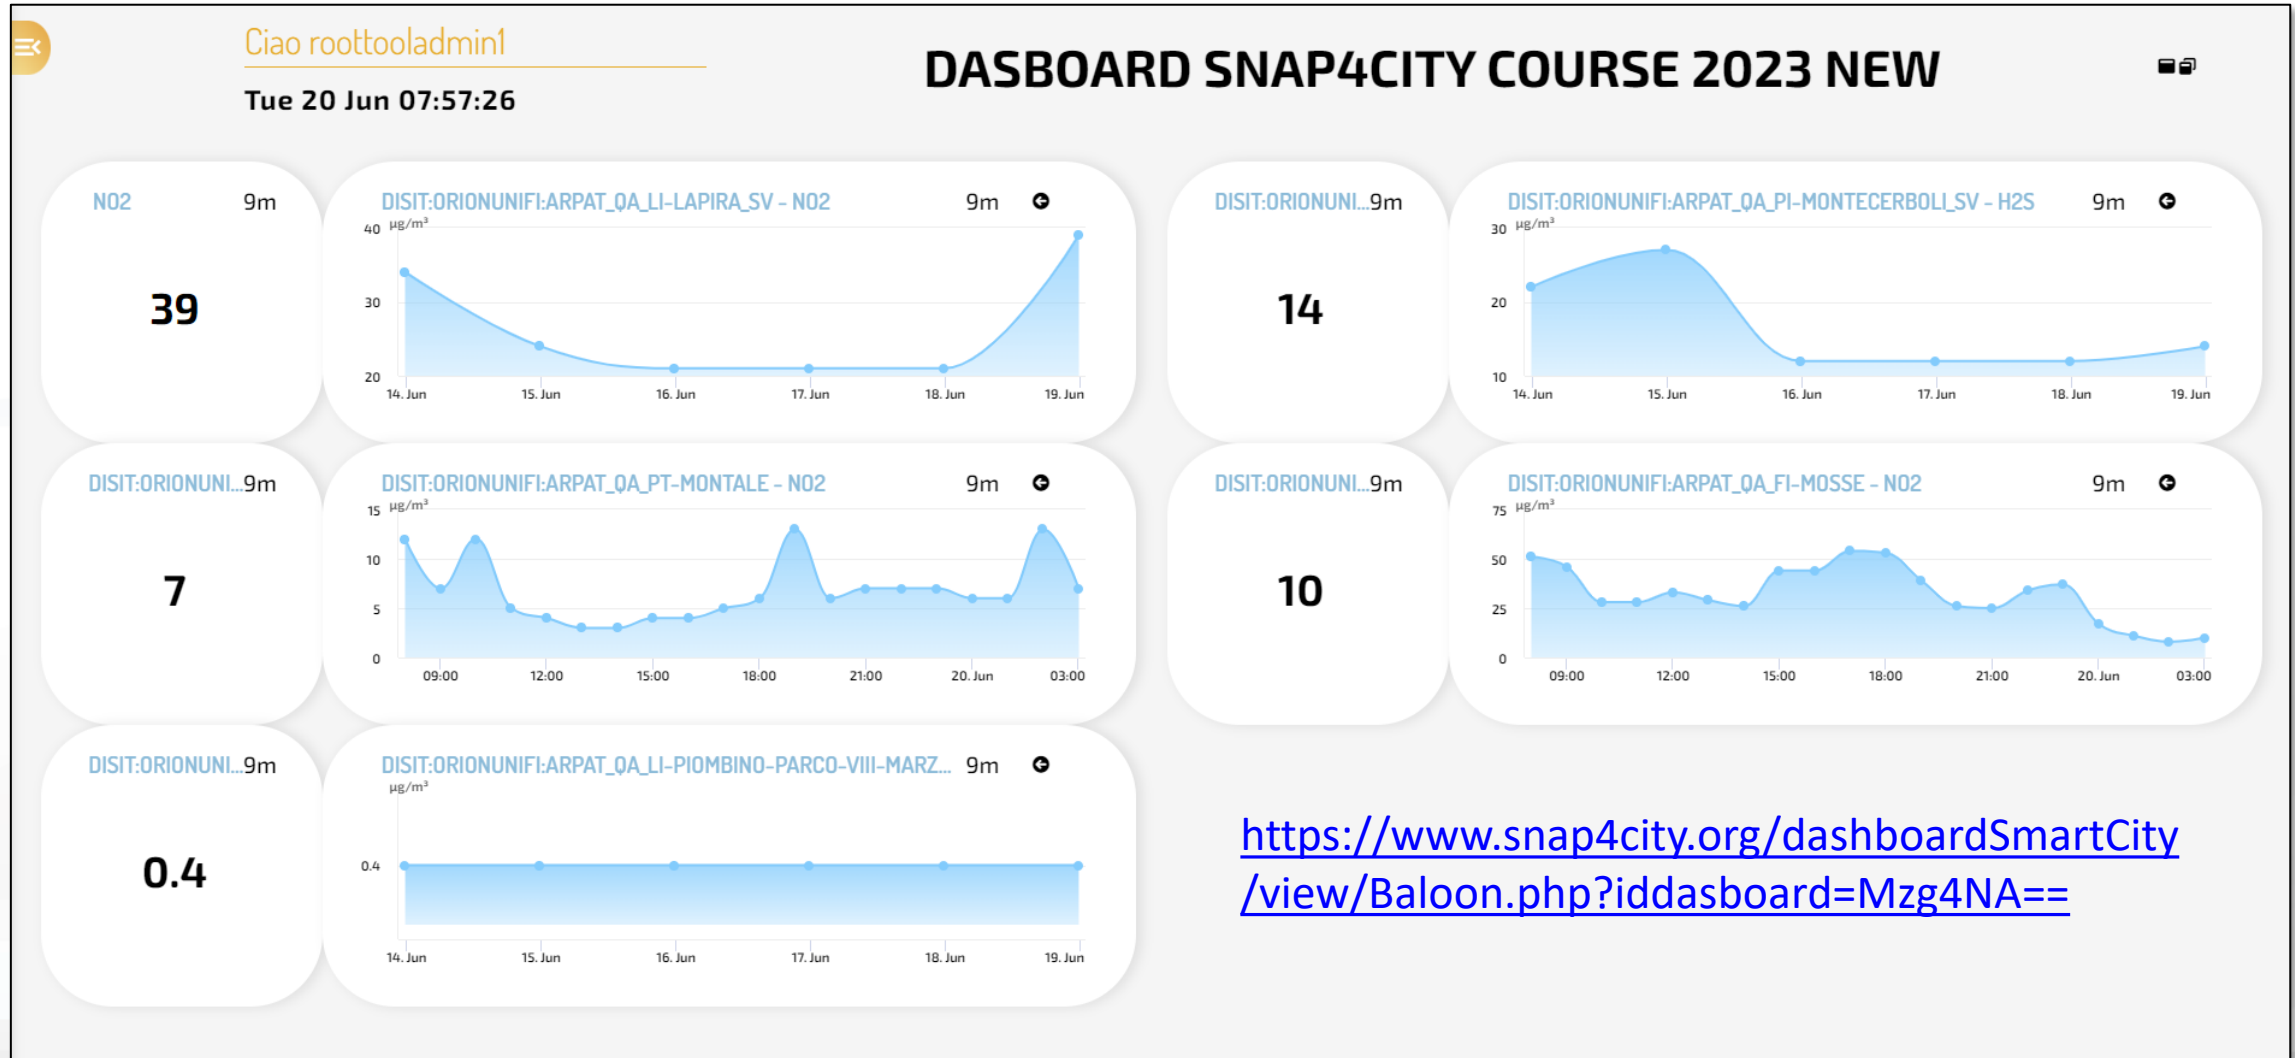 Ciao roottooladmin1
Tue 20 Jun 07:57:26
DASBOARD SNAP4CITY COURSE 2023 NEW
NO2 9m
39
DISIT:ORIONUNIFI:ARPAT_QA_LI-LAPIRA_SV - NO2 9m
µg/m³
40
30
20
14. Jun 15. Jun 16. Jun 17. Jun 18. Jun 19. Jun
DISIT:ORIONUNI... 9m
14
DISIT:ORIONUNIFI:ARPAT_QA_PI-MONTECERBOLI_SV - H2S 9m
µg/m³
30
20
10
14. Jun 15. Jun 16. Jun 17. Jun 18. Jun 19. Jun
DISIT:ORIONUNI... 9m
7
DISIT:ORIONUNIFI:ARPAT_QA_PT-MONTALE - NO2 9m
µg/m³
15
10
5
0
09:00 12:00 15:00 18:00 21:00 20. Jun 03:00
DISIT:ORIONUNI... 9m
10
DISIT:ORIONUNIFI:ARPAT_QA_FI-MOSSE - NO2 9m
µg/m³
75
50
25
0
09:00 12:00 15:00 18:00 21:00 20. Jun 03:00
DISIT:ORIONUNI... 9m
0.4
DISIT:ORIONUNIFI:ARPAT_QA_LI-PIOMBINO-PARCO-VIII-MARZ... 9m
µg/m³
0.4
14. Jun 15. Jun 16. Jun 17. Jun 18. Jun 19. Jun
https://www.snap4city.org/dashboardSmartCity
/view/Baloon.php?iddasboard=Mzg4NA==